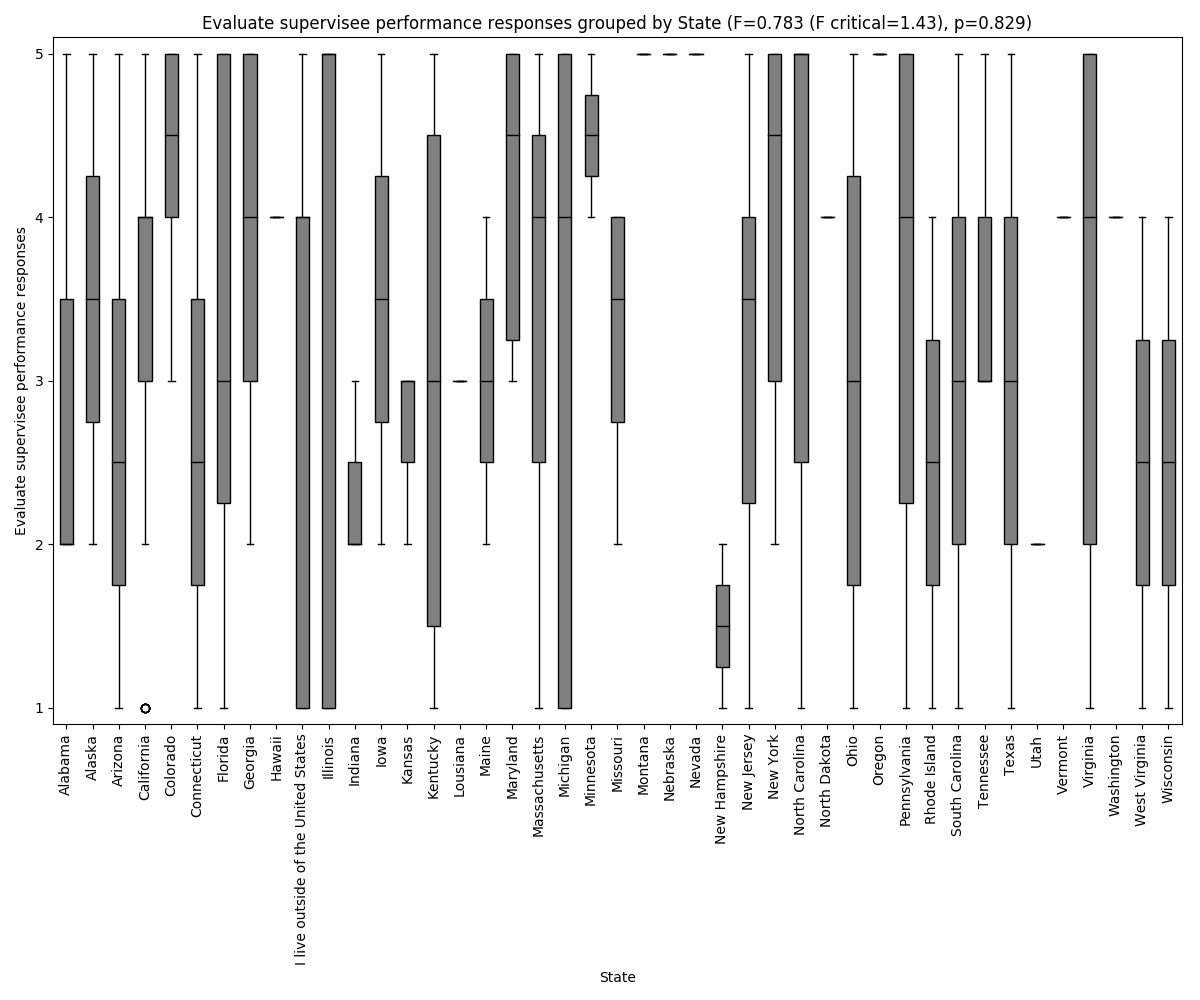 Evaluate supervisee performance responses grouped by State (F=0.783 (F critical=1.43), p=0.829)
Evaluate supervisee performance responses
5
4
3
2
1
Alabama
Alaska
Arizona
California
Colorado
Connecticut
Florida
Georgia
Hawaii
I live outside of the United States
Illinois
Indiana
Iowa
Kansas
Kentucky
Lousiana
Maine
Maryland
Massachusetts
Michigan
Minnesota
Missouri
Montana
Nebraska
Nevada
New Hampshire
New Jersey
New York
North Carolina
North Dakota
Ohio
Oregon
Pennsylvania
Rhode Island
South Carolina
Tennessee
Texas
Utah
Vermont
Virginia
Washington
West Virginia
Wisconsin
State